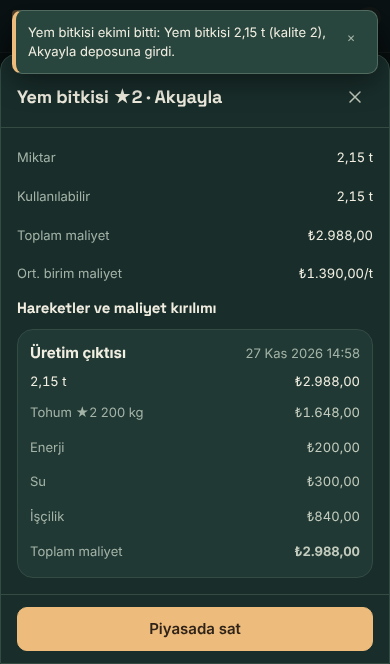 Yem bitkisi ekimi bitti: Yem bitkisi 2,15 t (kalite 2),
Akyayla deposuna girdi.
×
Yem bitkisi ★2 · Akyayla
×
Miktar 2,15 t
Kullanılabilir 2,15 t
Toplam maliyet ₺2.988,00
Ort. birim maliyet ₺1.390,00/t
Hareketler ve maliyet kırılımı
Üretim çıktısı 27 Kas 2026 14:58
2,15 t ₺2.988,00
Tohum ★2 200 kg ₺1.648,00
Enerji ₺200,00
Su ₺300,00
İşçilik ₺840,00
Toplam maliyet ₺2.988,00
Piyasada sat